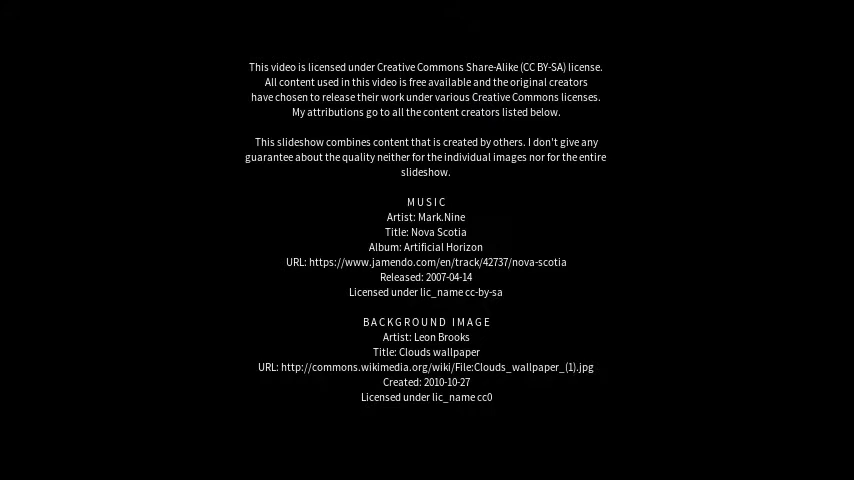 This video is licensed under Creative Commons Share-Alike (CC BY-SA) license.
All content used in this video is free available and the original creators
have chosen to release their work under various Creative Commons licenses.
My attributions go to all the content creators listed below.
This slideshow combines content that is created by others. I don't give any
guarantee about the quality neither for the individual images nor for the entire
slideshow.
MUSIC
Artist: Mark.Nine
Title: Nova Scotia
Album: Artificial Horizon
URL: https://www.jamendo.com/en/track/42737/nova-scotia
Released: 2007-04-14
Licensed under lic_name cc-by-sa
BACKGROUND IMAGE
Artist: Leon Brooks
Title: Clouds wallpaper
URL: http://commons.wikimedia.org/wiki/File:Clouds_wallpaper_(1).jpg
Created: 2010-10-27
Licensed under lic_name cc0